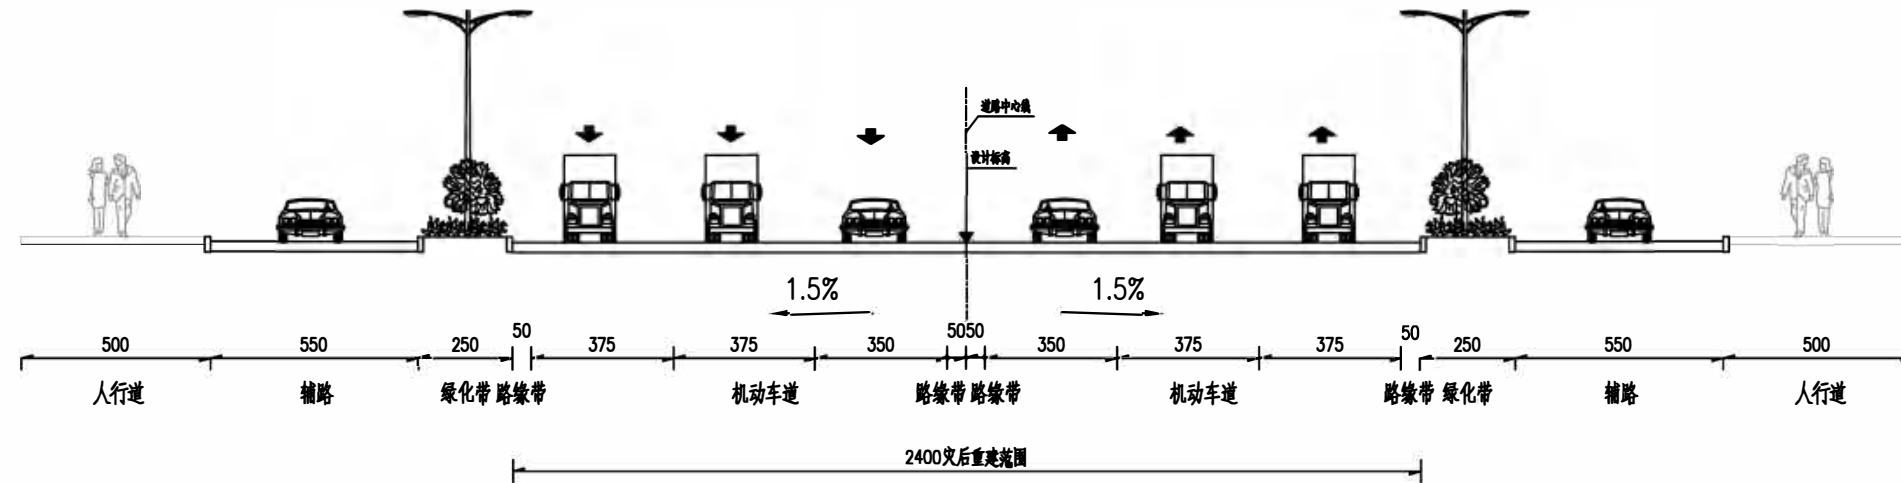 道路中心线
设计标高
1.5% 1.5%
500 550 250 50 375 375 350 50 50 350 375 375 50 250 550 500
人行道 辅路 绿化带 路缘带 机动车道 路缘带 路缘带 机动车道 路缘带 绿化带 辅路 人行道
2400灾后重建范围